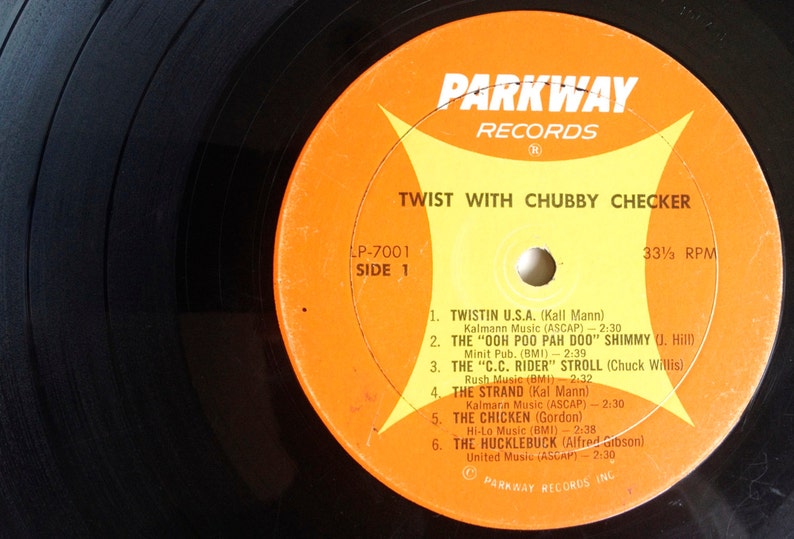 PARKWAY
RECORDS
®
TWIST WITH CHUBBY CHECKER
LP-7001 33⅓ RPM
SIDE 1
1. TWISTIN U.S.A. (Kall Mann)
Kalmann Music (ASCAP) — 2:30
2. THE "OOH POO PAH DOO" SHIMMY (J. Hill)
Minit Pub. (BMI) — 2:39
3. THE "C.C. RIDER" STROLL (Chuck Willis)
Rush Music (BMI) — 2:32
4. THE STRAND (Kal Mann)
Kalmann Music (ASCAP) — 2:30
5. THE CHICKEN (Gordon)
Hi-Lo Music (BMI) — 2:38
6. THE HUCKLEBUCK (Alfred Gibson)
United Music (ASCAP) — 2:30
© PARKWAY RECORDS INC